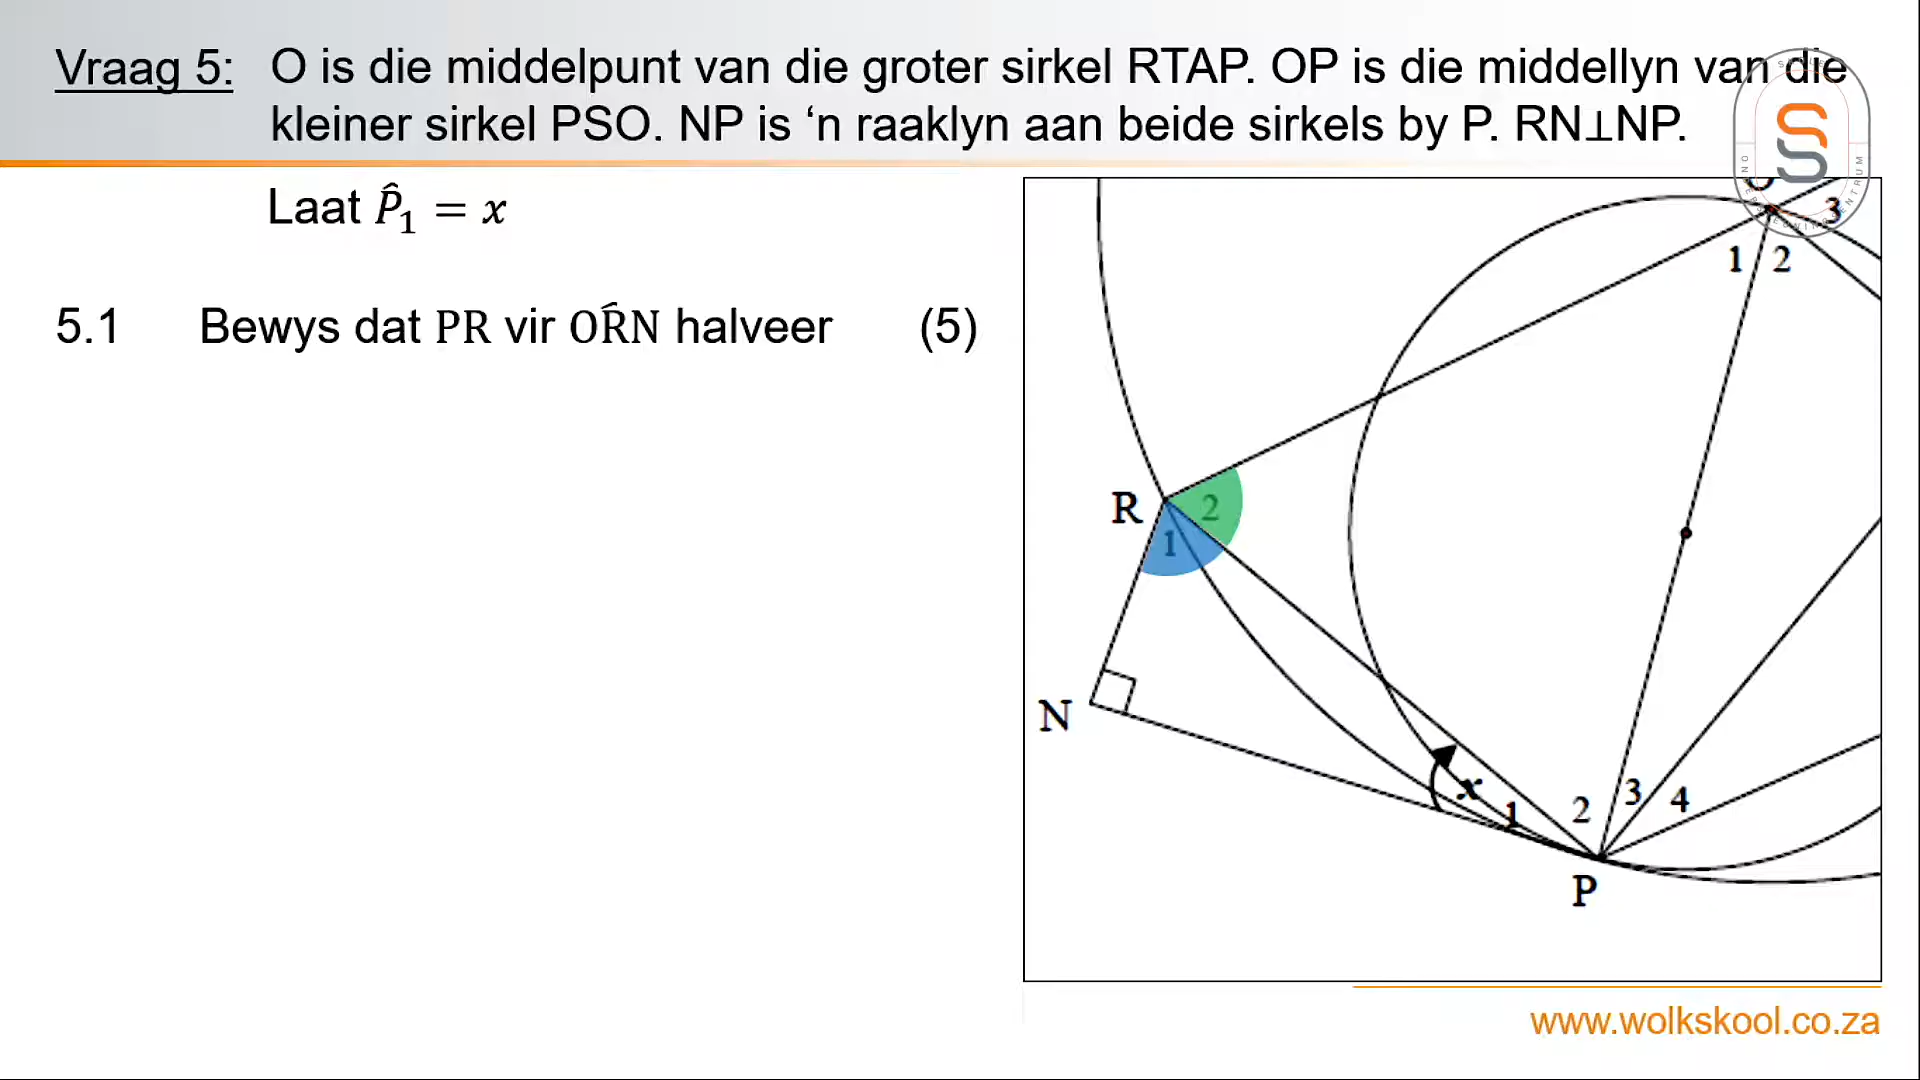 Vraag 5: O is die middelpunt van die groter sirkel RTAP. OP is die middellyn van die
kleiner sirkel PSO. NP is ‘n raaklyn aan beide sirkels by P. RN⊥NP.
Laat P̂₁ = x
5.1 Bewys dat PR vir OR̂N halveer (5)
O
3
1 2
R
2
1
N
x
1
2
3
4
P
www.wolkskool.co.za